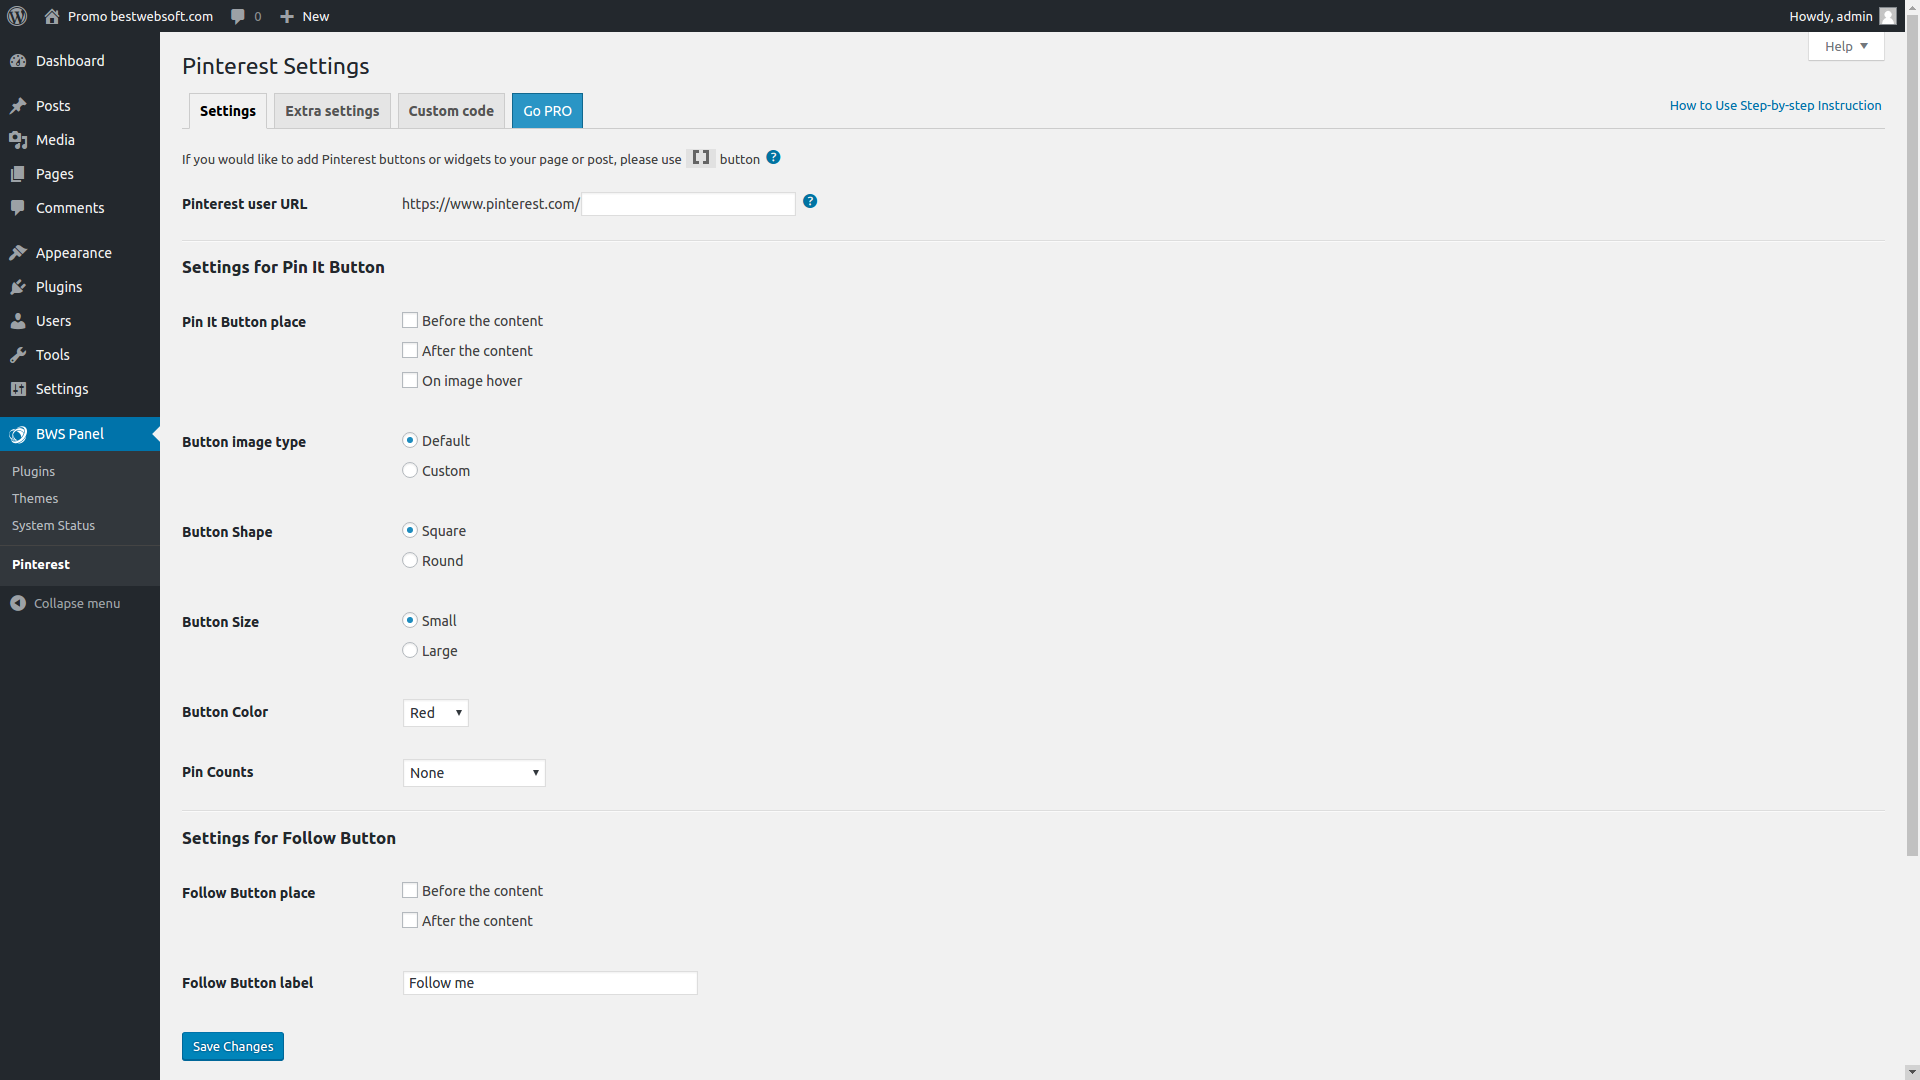 Promo bestwebsoft.com
0
New
Howdy, admin
Dashboard
Posts
Media
Pages
Comments
Appearance
Plugins
Users
Tools
Settings
BWS Panel
Plugins
Themes
System Status
Pinterest
Collapse menu
Help
Pinterest Settings
Settings
Extra settings
Custom code
Go PRO
How to Use Step-by-step Instruction
If you would like to add Pinterest buttons or widgets to your page or post, please use [ ] button ?
Pinterest user URL https://www.pinterest.com/ ?
Settings for Pin It Button
Pin It Button place
Before the content
After the content
On image hover
Button image type
Default
Custom
Button Shape
Square
Round
Button Size
Small
Large
Button Color
Red
Pin Counts
None
Settings for Follow Button
Follow Button place
Before the content
After the content
Follow Button label
Follow me
Save Changes